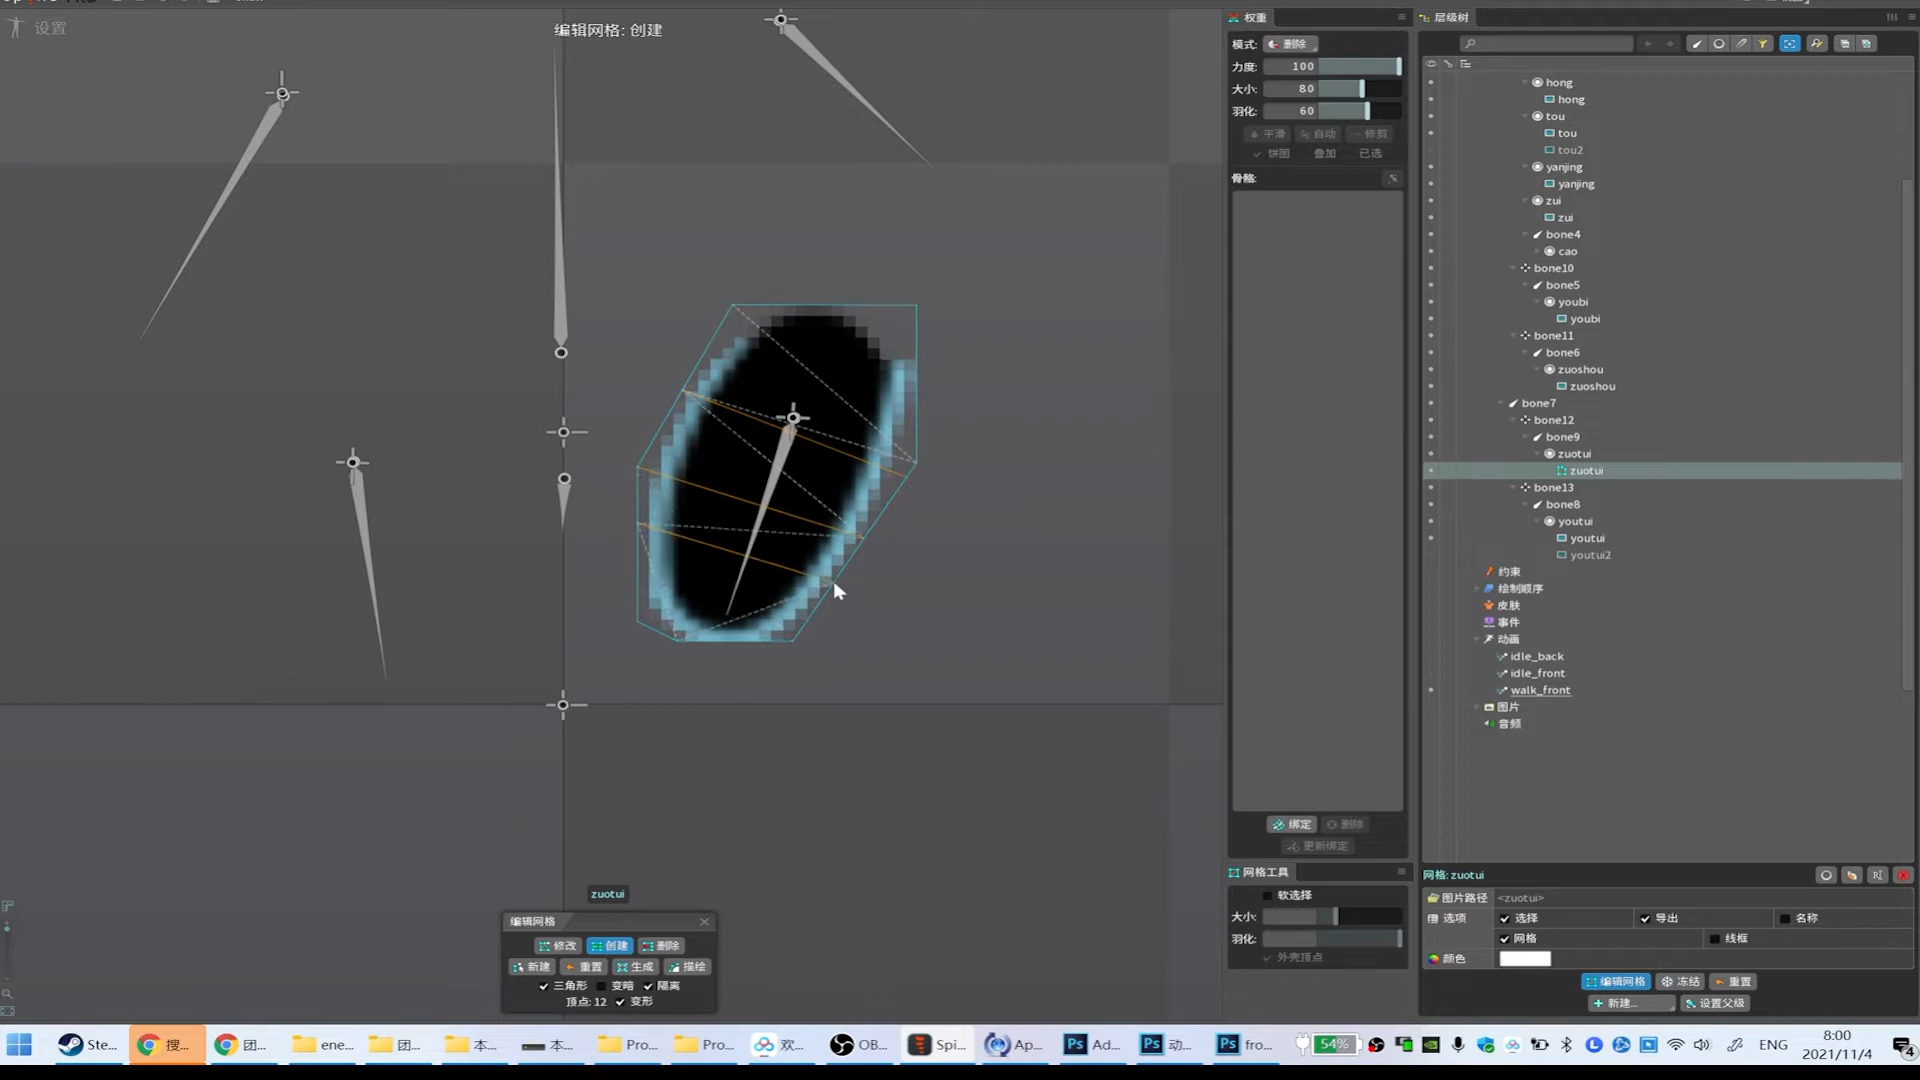 设置
编辑网格: 创建
权重
模式: 删除
力度: 100
大小: 80
羽化: 60
平滑 自动 修剪
饼图 叠加 已选
骨骼:
绑定 删除
更新绑定
网格工具
软选择
大小:
羽化:
外壳顶点
层级树
hong
hong
tou
tou
tou2
yanjing
yanjing
zui
zui
bone4
cao
bone10
bone5
youbi
youbi
bone11
bone6
zuoshou
zuoshou
bone7
bone12
bone9
zuotui
zuotui
bone13
bone8
youtui
youtui
youtui2
约束
绘制顺序
皮肤
事件
动画
idle_back
idle_front
walk_front
图片
音频
网格: zuotui
图片路径 <zuotui>
选项 选择 导出 名称
网格 线框
颜色
编辑网格 冻结 重置
新建... 设置父级
zuotui
编辑网格
修改 创建 删除
新建 重置 生成 描绘
三角形 变暗 隔离
顶点: 12 变形
Ste... 搜... 团... ene... 团... 本... 本... Pro... Pro... 欢... OB... Spi... Ap... Ad... 动... fro... 54% ENG
8:00
2021/11/4
4